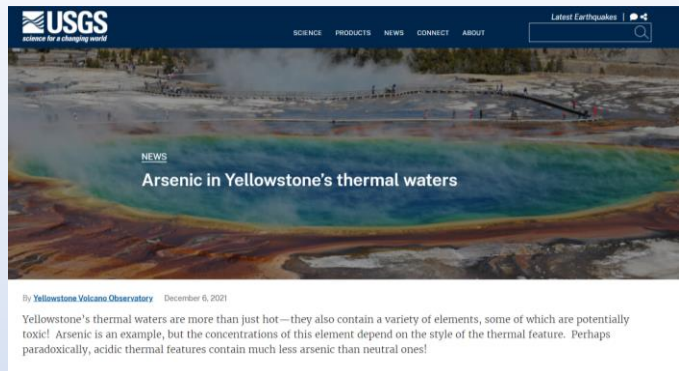 USGS
science for a changing world
Latest Earthquakes |
SCIENCE PRODUCTS NEWS CONNECT ABOUT
NEWS
Arsenic in Yellowstone's thermal waters
By Yellowstone Volcano Observatory December 6, 2021
Yellowstone's thermal waters are more than just hot—they also contain a variety of elements, some of which are potentially
toxic! Arsenic is an example, but the concentrations of this element depend on the style of the thermal feature. Perhaps
paradoxically, acidic thermal features contain much less arsenic than neutral ones!